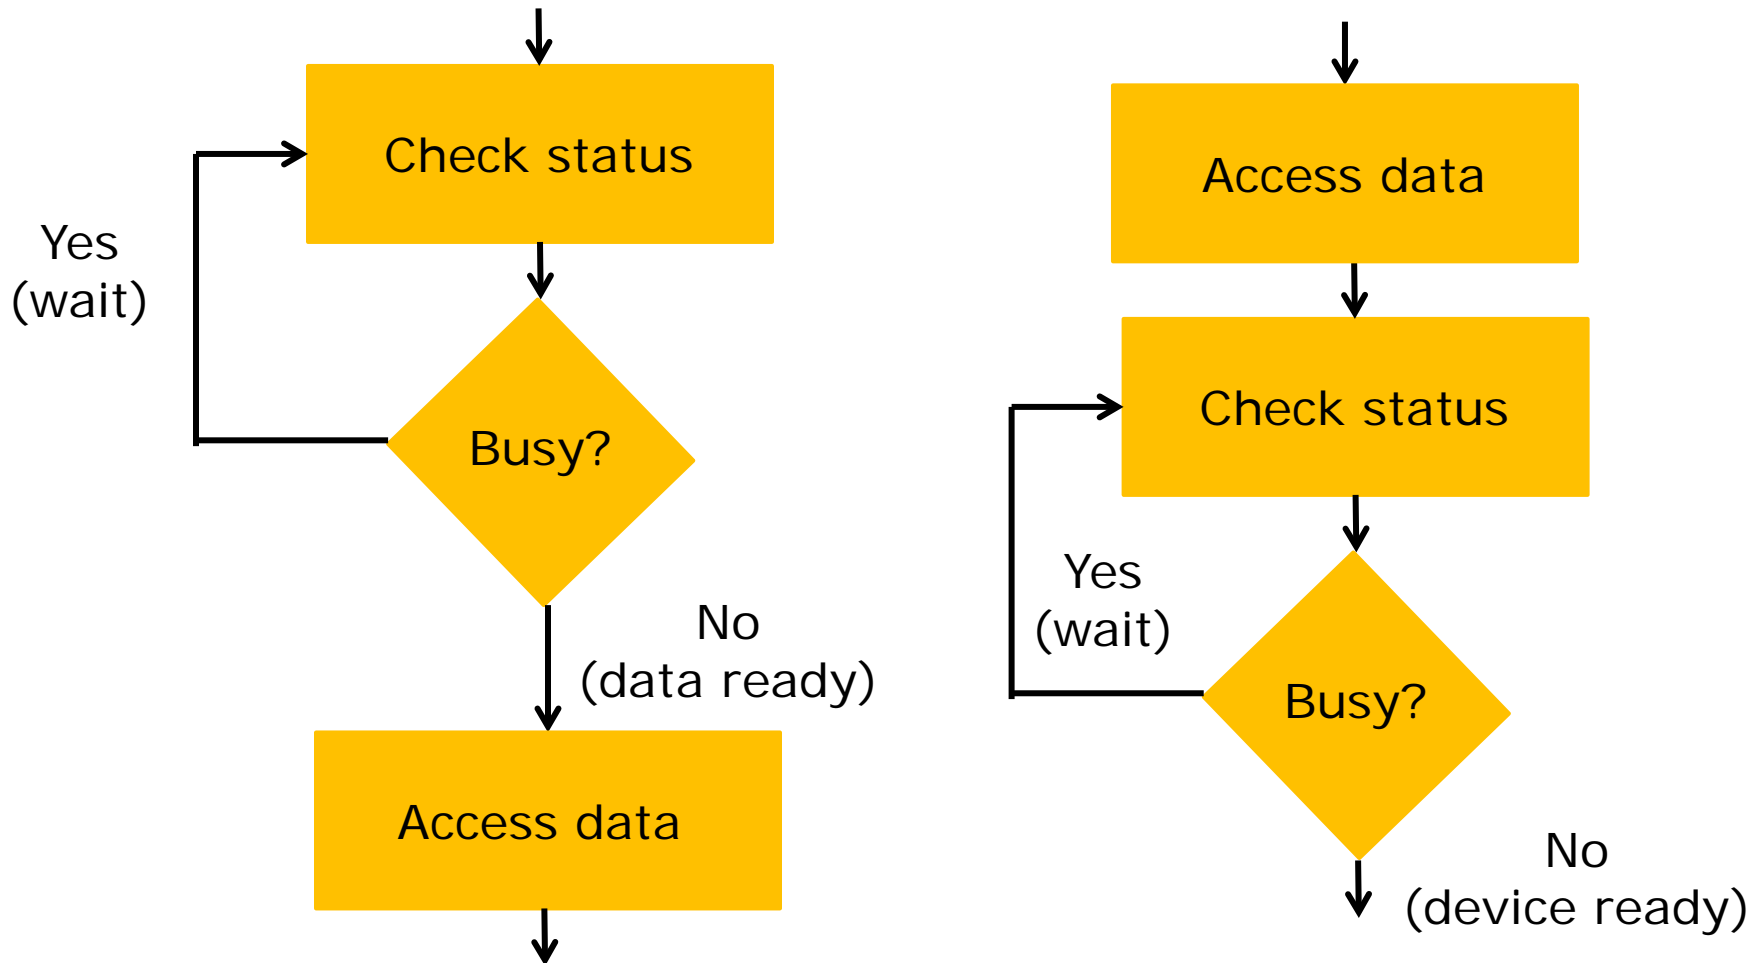 Check status
Yes
(wait)
Busy?
No
(data ready)
Access data
Access data
Check status
Yes
(wait)
Busy?
No
(device ready)